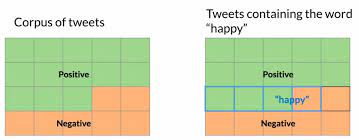 Corpus of tweets
Positive
Negative
Tweets containing the word
“happy”
Positive
“happy”
Negative